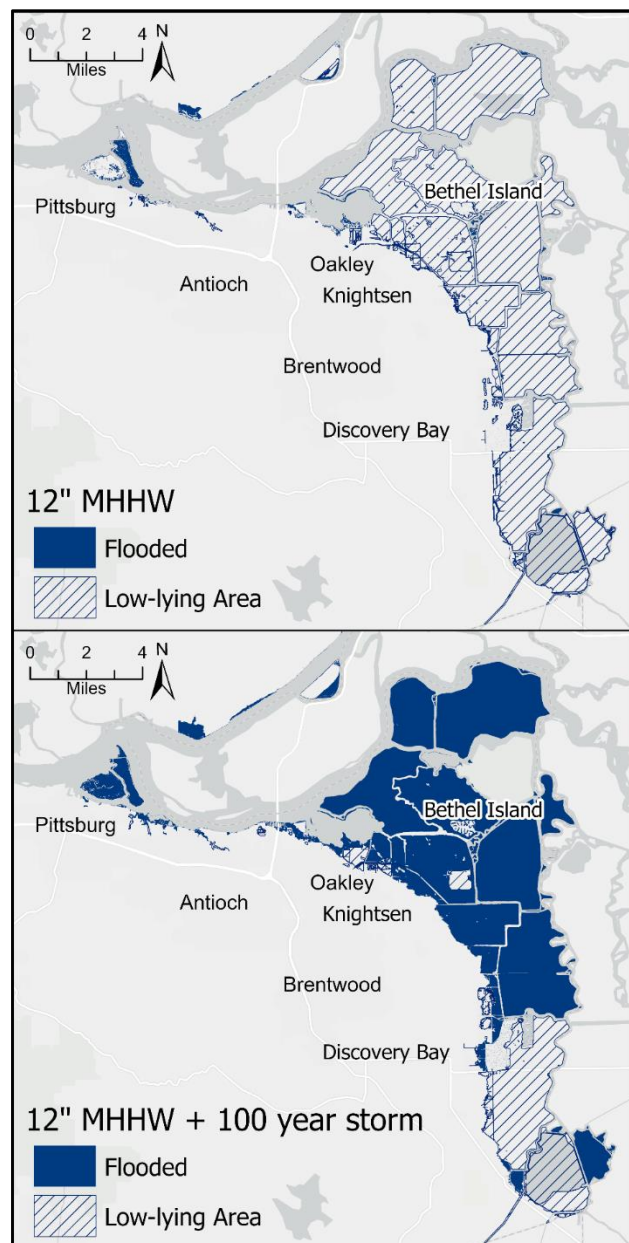 0 2 4
Miles
N
Bethel Island
Pittsburg
Oakley
Antioch
Knightsen
Brentwood
Discovery Bay
12" MHHW
Flooded
Low-lying Area
0 2 4
Miles
N
Bethel Island
Pittsburg
Oakley
Antioch
Knightsen
Brentwood
Discovery Bay
12" MHHW + 100 year storm
Flooded
Low-lying Area